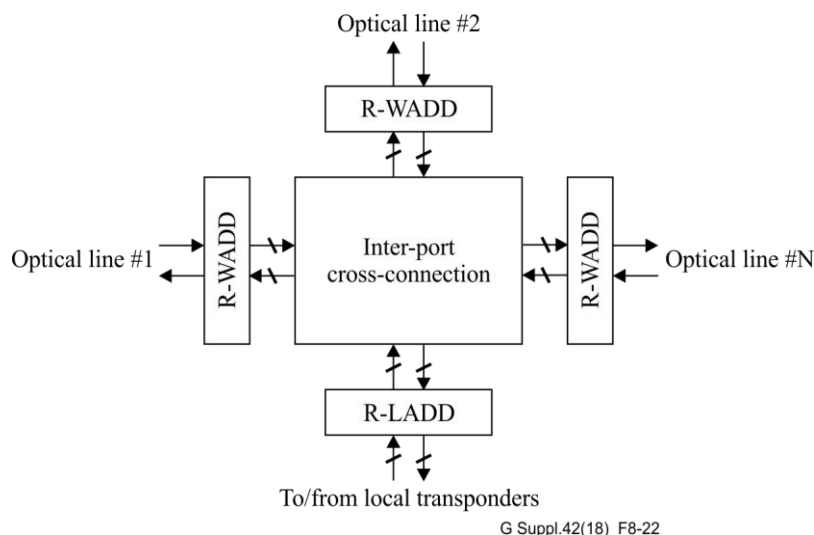 Optical line #2
R-WADD
Optical line #1
R-WADD
Inter-port
cross-connection
R-WADD
Optical line #N
R-LADD
To/from local transponders
G Suppl.42(18)_F8-22